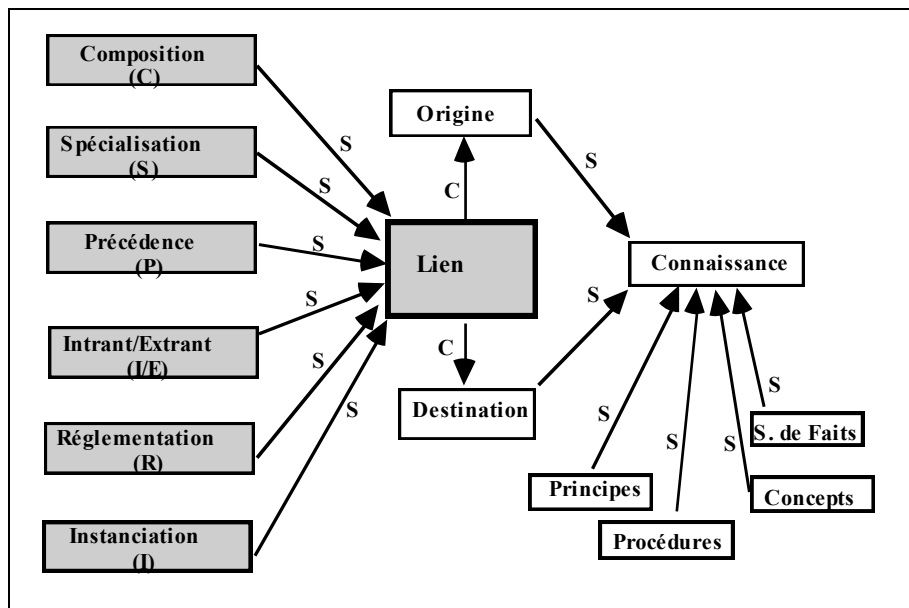 Composition
(C)
Spécialisation
(S)
Précédence
(P)
Intrant/Extrant
(I/E)
Réglementation
(R)
Instanciation
(I)
S
S
S
S
S
S
Origine
C
Lien
C
Destination
S
S
Connaissance
S
S
S
S
Principes
Procédures
S. de Faits
Concepts